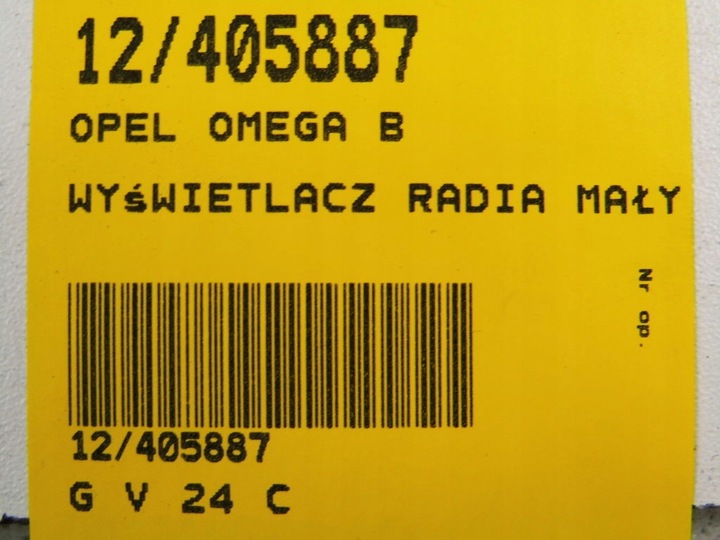 12/405887
OPEL OMEGA B
WYśWIETLACZ RADIA MAŁY
Nr op.
12/405887
G V 24 C